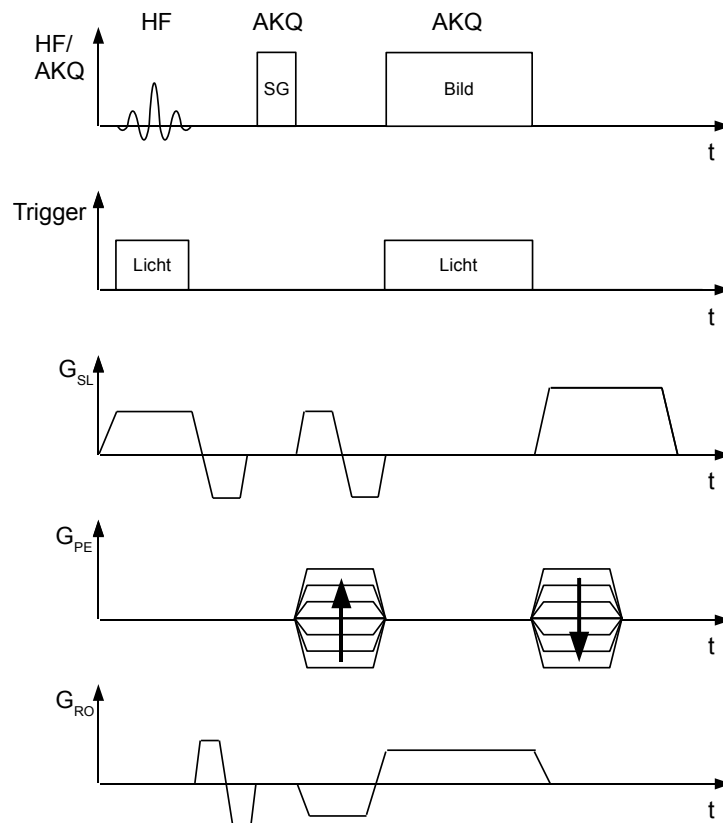 HF AKQ AKQ
HF/
AKQ
SG Bild
t
Trigger
Licht Licht
t
G_SL
t
G_PE
t
G_RO
t